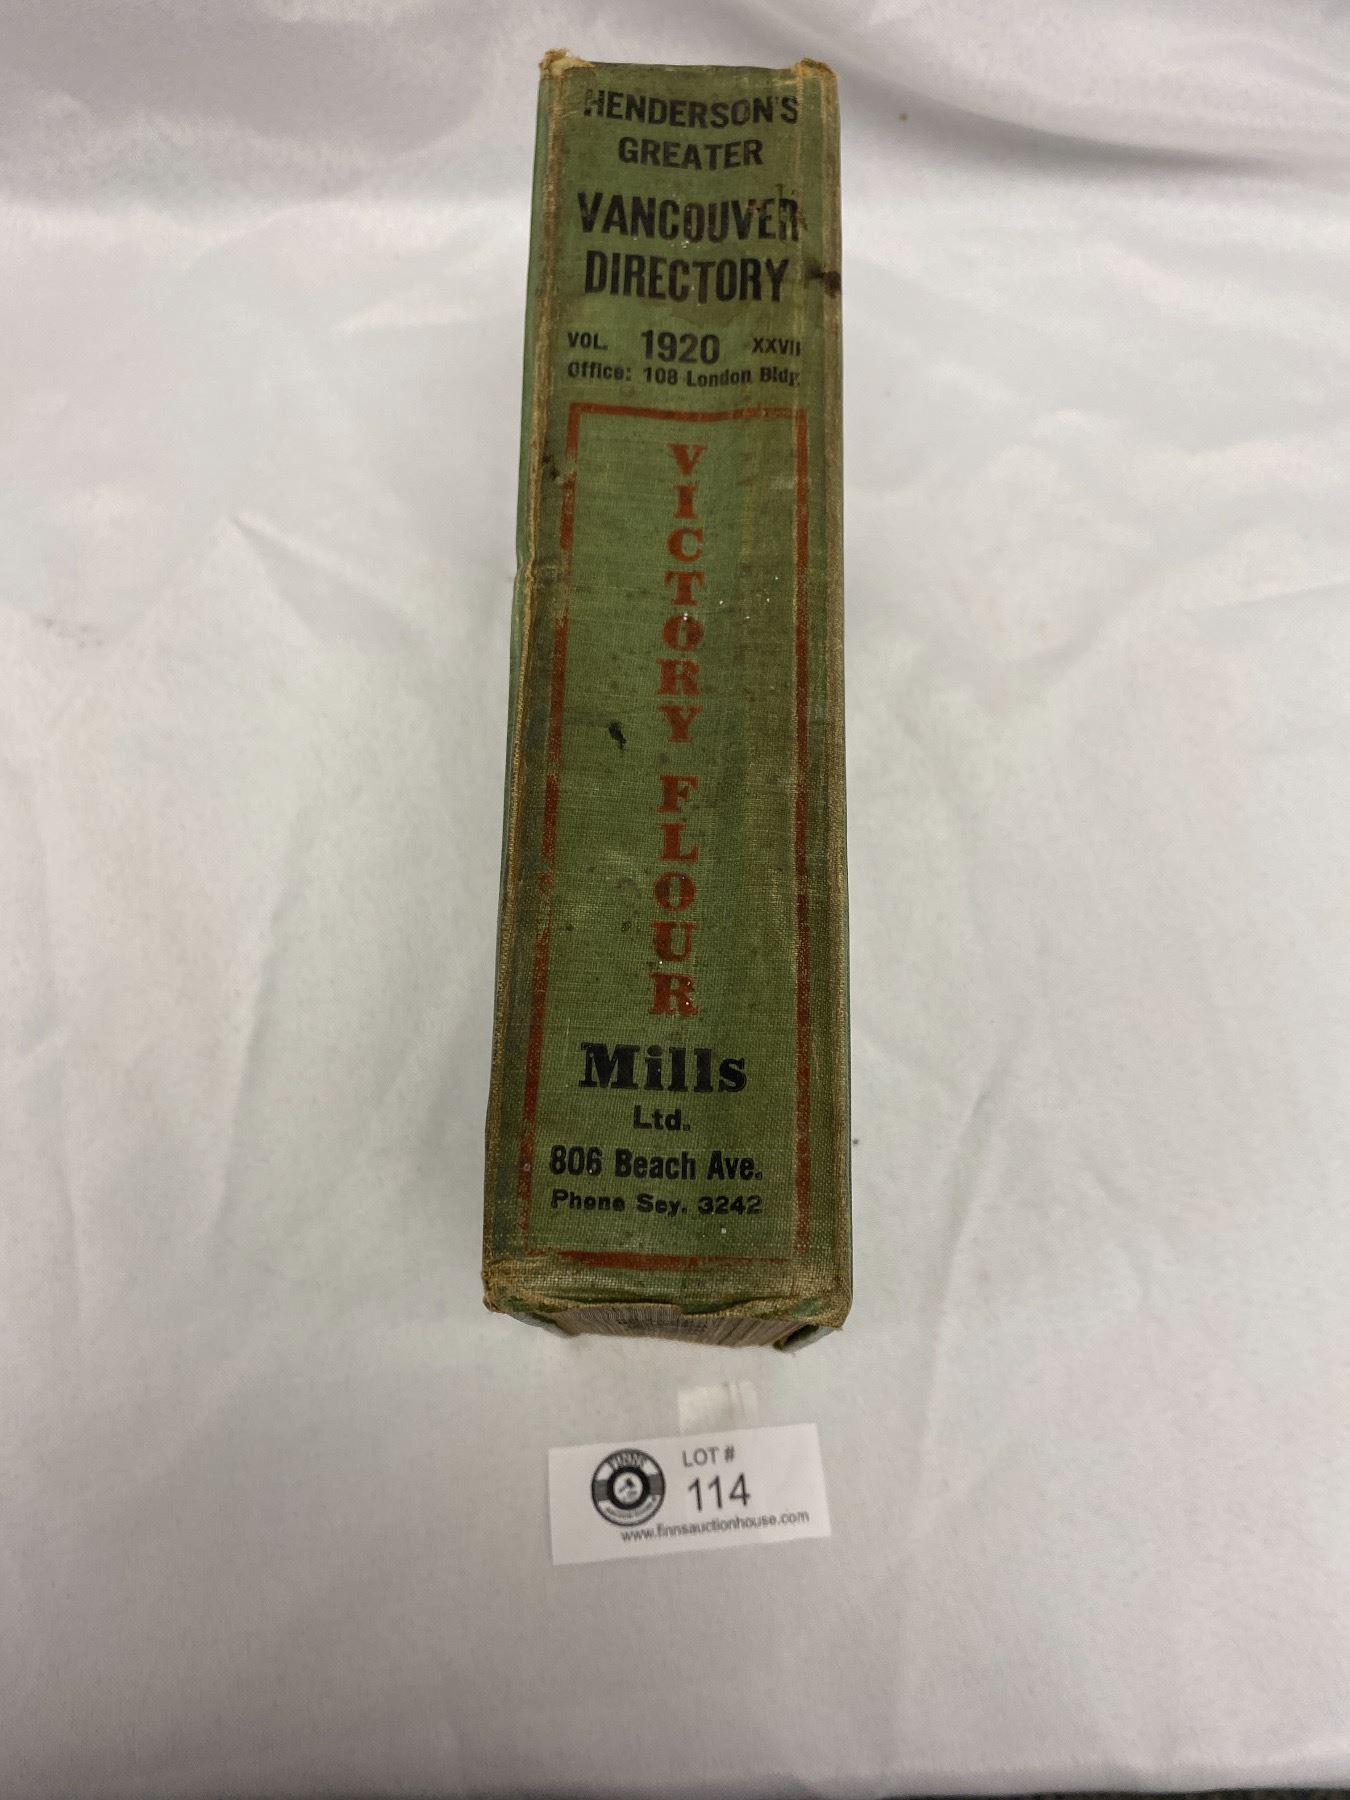 HENDERSON'S
GREATER
VANCOUVER
DIRECTORY
VOL. 1920 XXVII
Office: 108 London Bldg.
VICTORY FLOUR
Mills
Ltd.
806 Beach Ave.
Phone Sey. 3242
FINNS
LOT #
114
www.finnsauctionhouse.com